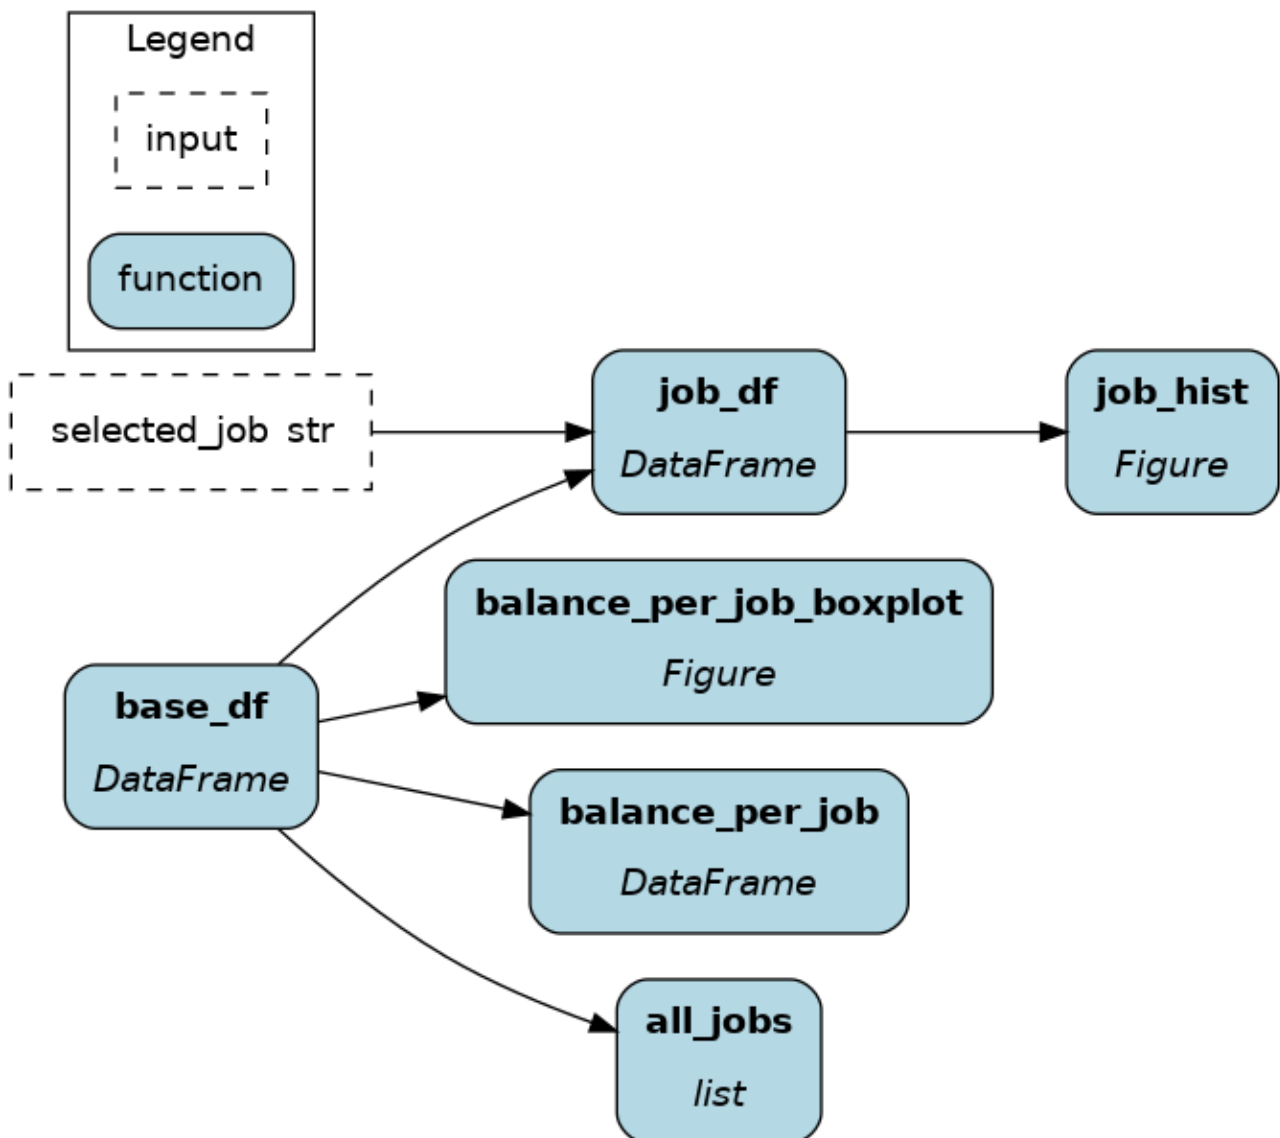 Legend
input
function
selected_job str
job_df
DataFrame
job_hist
Figure
balance_per_job_boxplot
Figure
base_df
DataFrame
balance_per_job
DataFrame
all_jobs
list